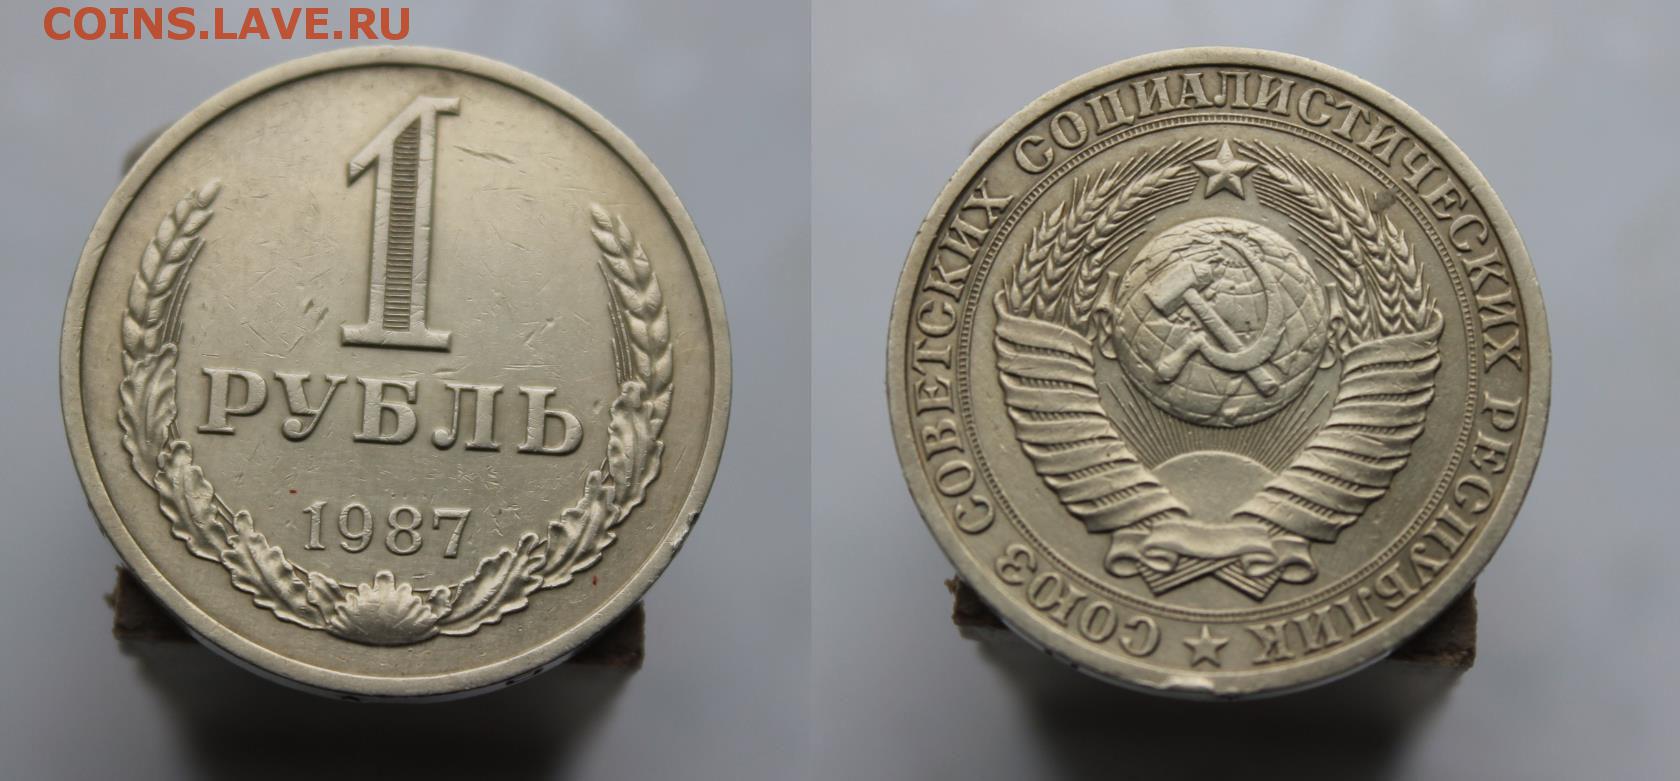 COINS.LAVE.RU
1
РУБЛЬ
1987
СОЮЗ СОВЕТСКИХ СОЦИАЛИСТИЧЕСКИХ РЕСПУБЛИК